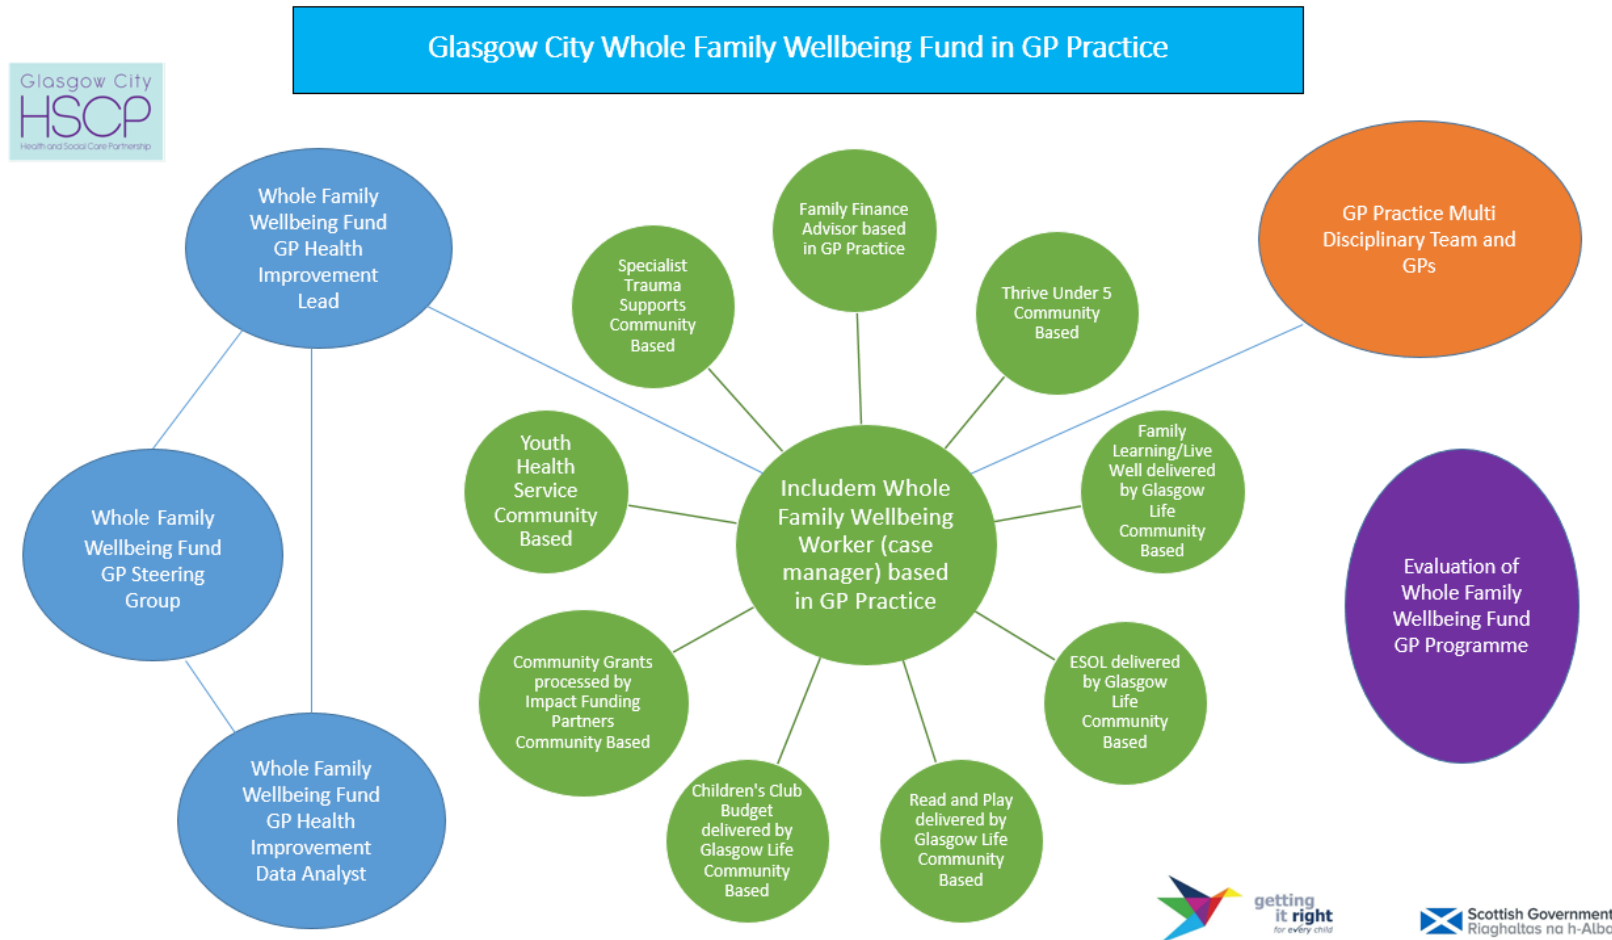 Glasgow City Whole Family Wellbeing Fund in GP Practice
Glasgow City
HSCP
Health and Social Care Partnership
Whole Family
Wellbeing Fund
GP Health
Improvement
Lead
Whole Family
Wellbeing Fund
GP Steering
Group
Whole Family
Wellbeing Fund
GP Health
Improvement
Data Analyst
Specialist
Trauma
Supports
Community
Based
Family Finance
Advisor based
in GP Practice
Thrive Under 5
Community
Based
Youth
Health
Service
Community
Based
Includem Whole
Family Wellbeing
Worker (case
manager) based
in GP Practice
Family
Learning/Live
Well delivered
by Glasgow
Life
Community
Based
Community Grants
processed by
Impact Funding
Partners
Community Based
ESOL delivered
by Glasgow
Life
Community
Based
Children's Club
Budget
delivered by
Glasgow Life
Community
Based
Read and Play
delivered by
Glasgow Life
Community
Based
GP Practice Multi
Disciplinary Team and
GPs
Evaluation of
Whole Family
Wellbeing Fund
GP Programme
getting
it right
for every child
Scottish Government
Riaghaltas na h-Alba